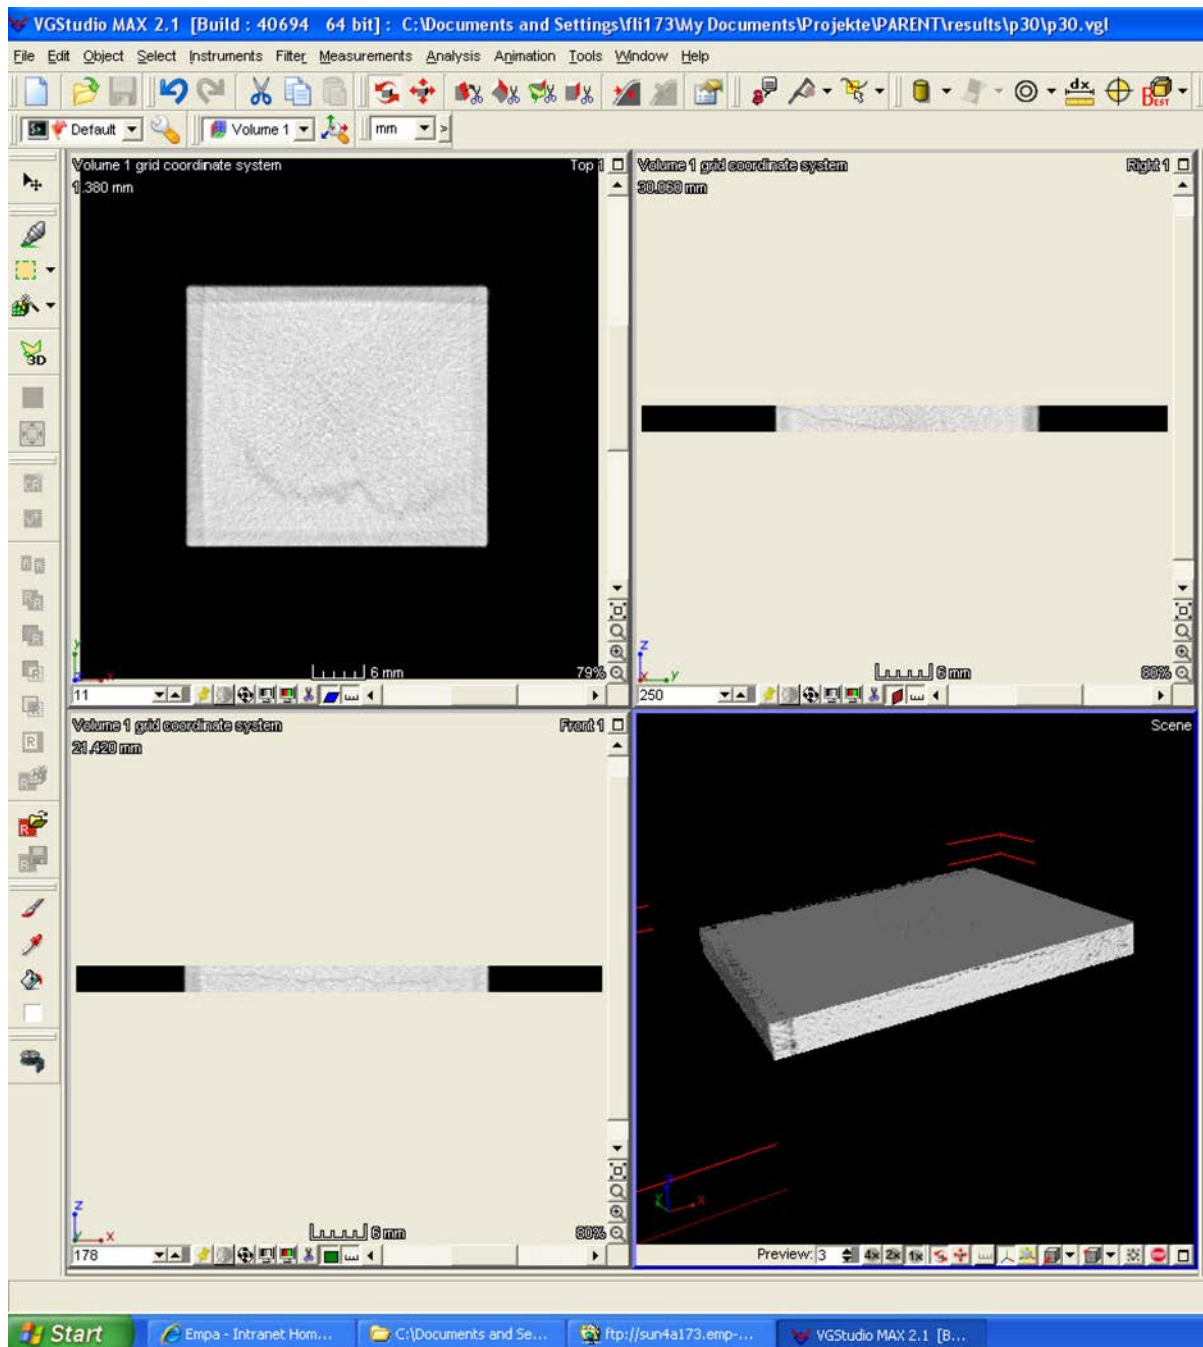 VGStudio MAX 2.1 [Build : 40694 64 bit] : C:\Documents and Settings\fli173\My Documents\Projekte\PARENT\results\p30\p30.vgl
File Edit Object Select Instruments Filter Measurements Analysis Animation Tools Window Help
dx
BEST
Default Volume 1 mm >
Volume 1 grid coordinate system Top 1
1.380 mm
Volume 1 grid coordinate system Right 1
30.060 mm
3D
CR
V+
R R
R
R
R
R
R
y
z x
6 mm 79%
11
z
x y
6 mm 80%
250
Volume 1 grid coordinate system Front 1
21.420 mm
Scene
z
y x
6 mm 80%
178
z
y x
Preview: 3 4x 2x 1x
Start Empa - Intranet Hom... C:\Documents and Se... ftp://sun4a173.emp-... VGStudio MAX 2.1 [B...